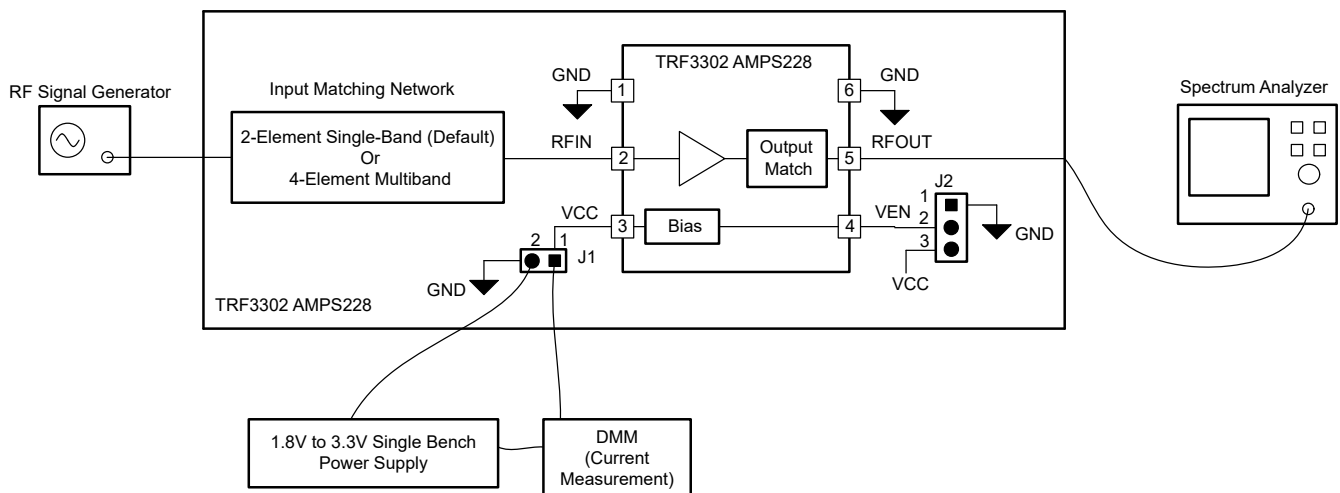 RF Signal Generator
Input Matching Network
2-Element Single-Band (Default)
Or
4-Element Multiband
TRF3302 AMPS228
GND
1
6
GND
RFIN
2
Output
Match
5
RFOUT
VCC
3
Bias
4
VEN
J2
1
2
3
GND
VCC
2
1
J1
GND
TRF3302 AMPS228
Spectrum Analyzer
1.8V to 3.3V Single Bench
Power Supply
DMM
(Current
Measurement)